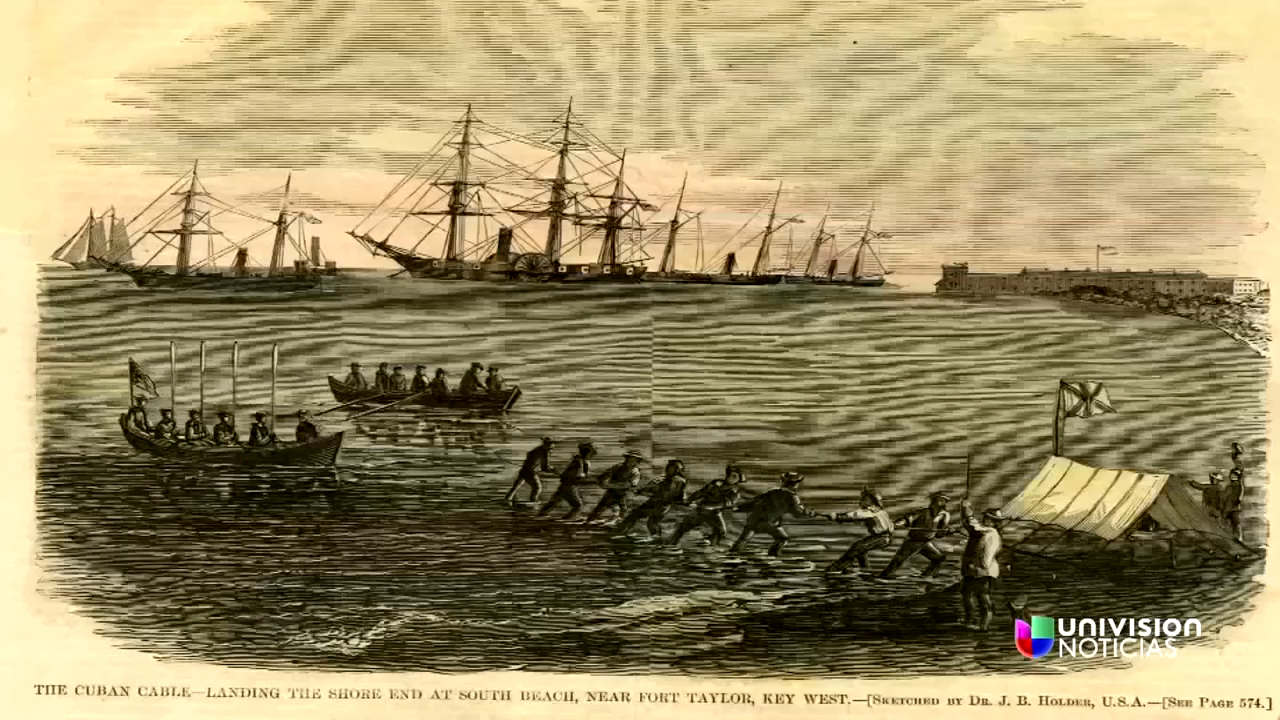 UNIVISION
NOTICIAS
THE CUBAN CABLE—LANDING THE SHORE END AT SOUTH BEACH, NEAR FORT TAYLOR, KEY WEST.—[Sketched by Dr. J. B. Holder, U.S.A.—[See Page 574.]